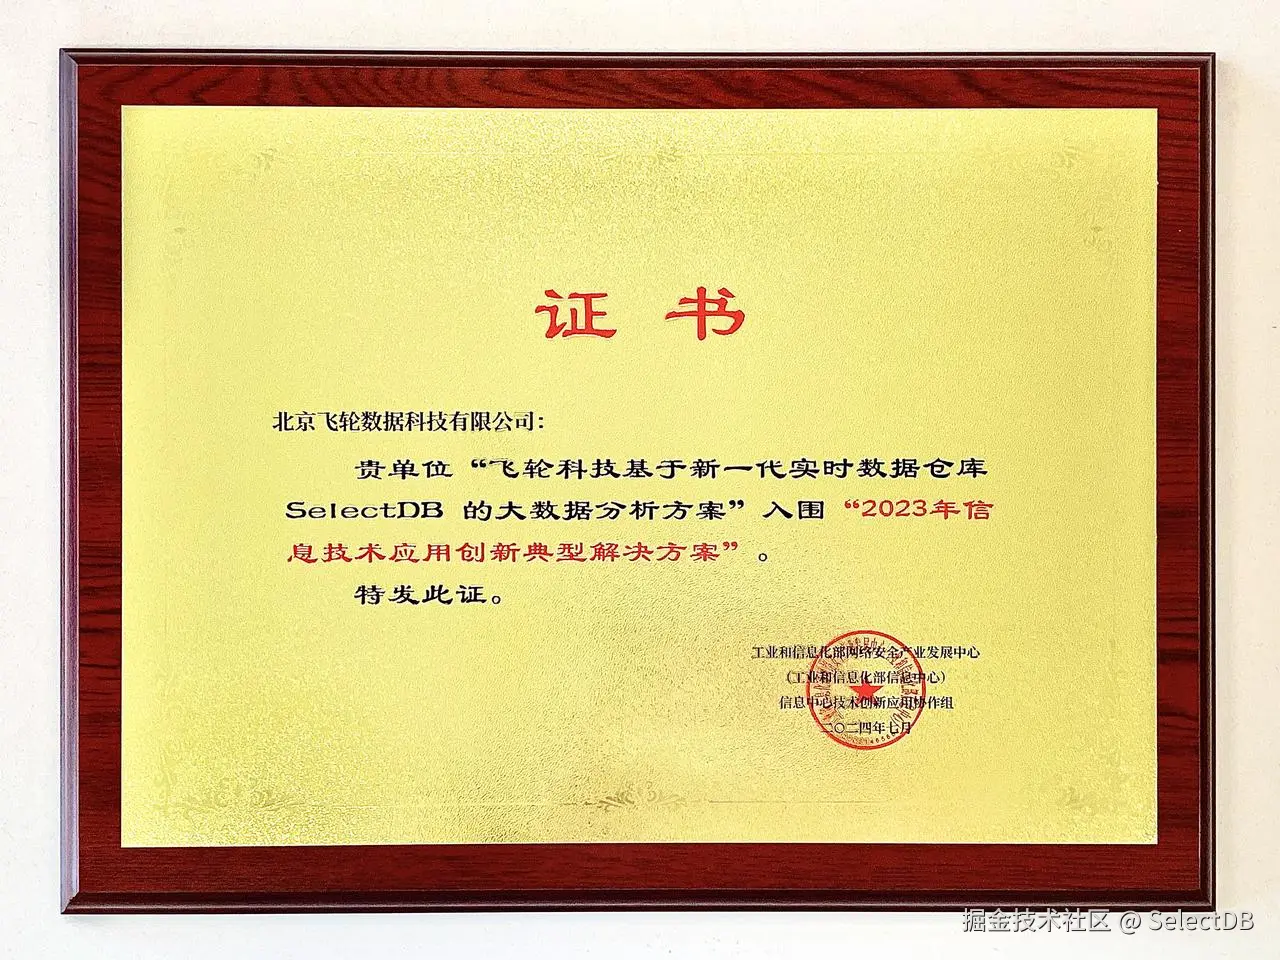 证 书
北京飞轮数据科技有限公司：
贵单位“飞轮科技基于新一代实时数据仓库
SelectDB 的大数据分析方案”入围“2023年信
息技术应用创新典型解决方案”。
特发此证。
工业和信息化部网络安全产业发展中心
（工业和信息化部信息中心）
信息中心技术创新应用协作组
二〇二四年七月
掘金技术社区 @ SelectDB